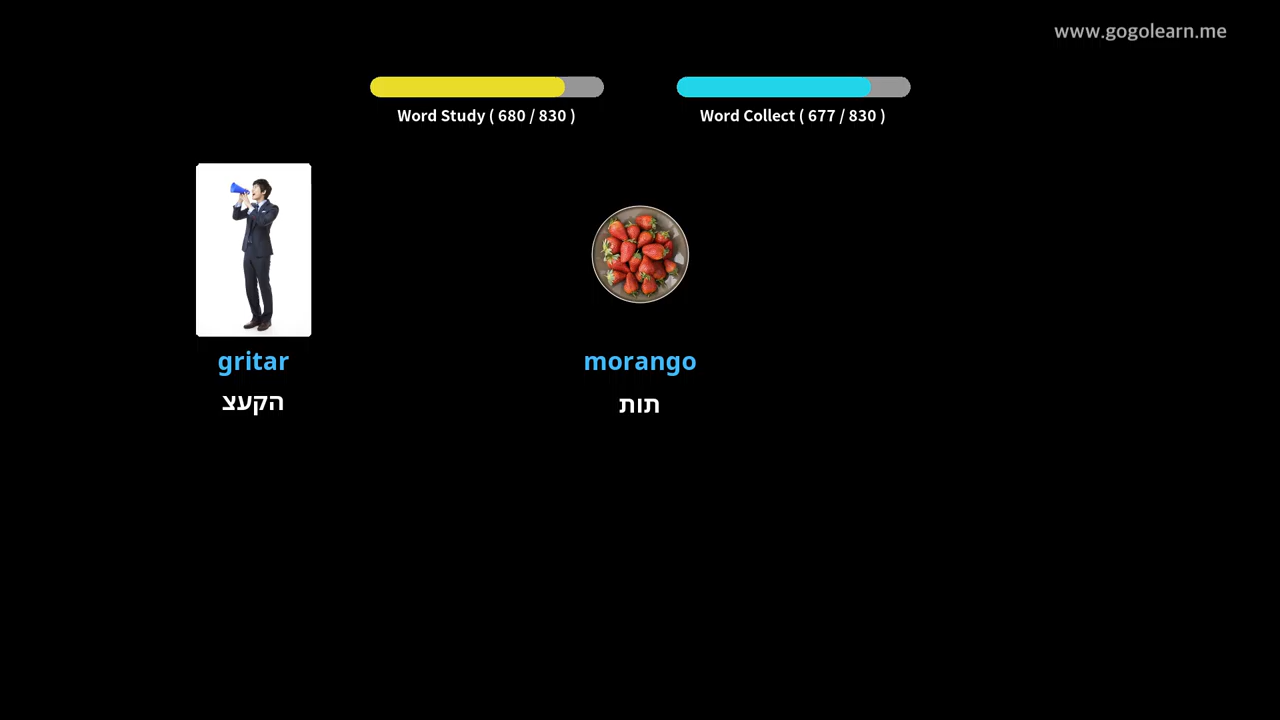 www.gogolearn.me
Word Study ( 680 / 830 )
Word Collect ( 677 / 830 )
gritar
הקעצ
morango
תות